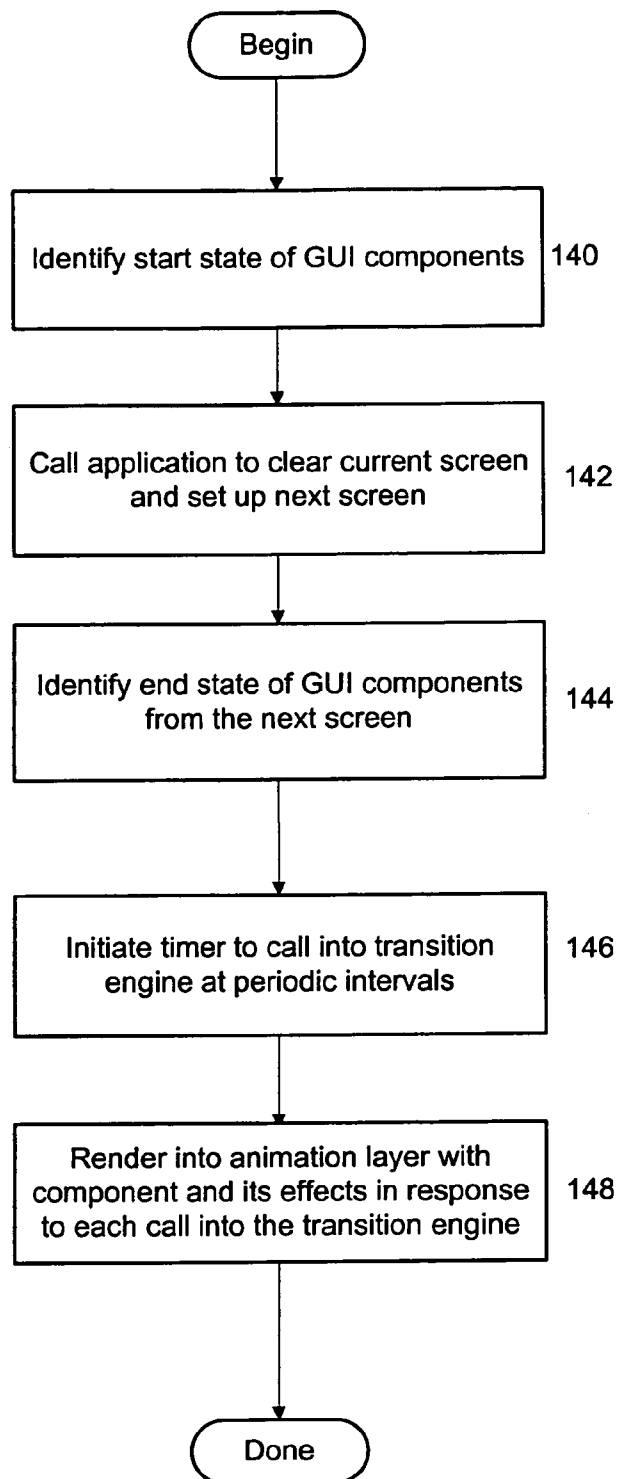 Begin
Identify start state of GUI components
140
Call application to clear current screen
and set up next screen
142
Identify end state of GUI components
from the next screen
144
Initiate timer to call into transition
engine at periodic intervals
146
Render into animation layer with
component and its effects in response
to each call into the transition engine
148
Done